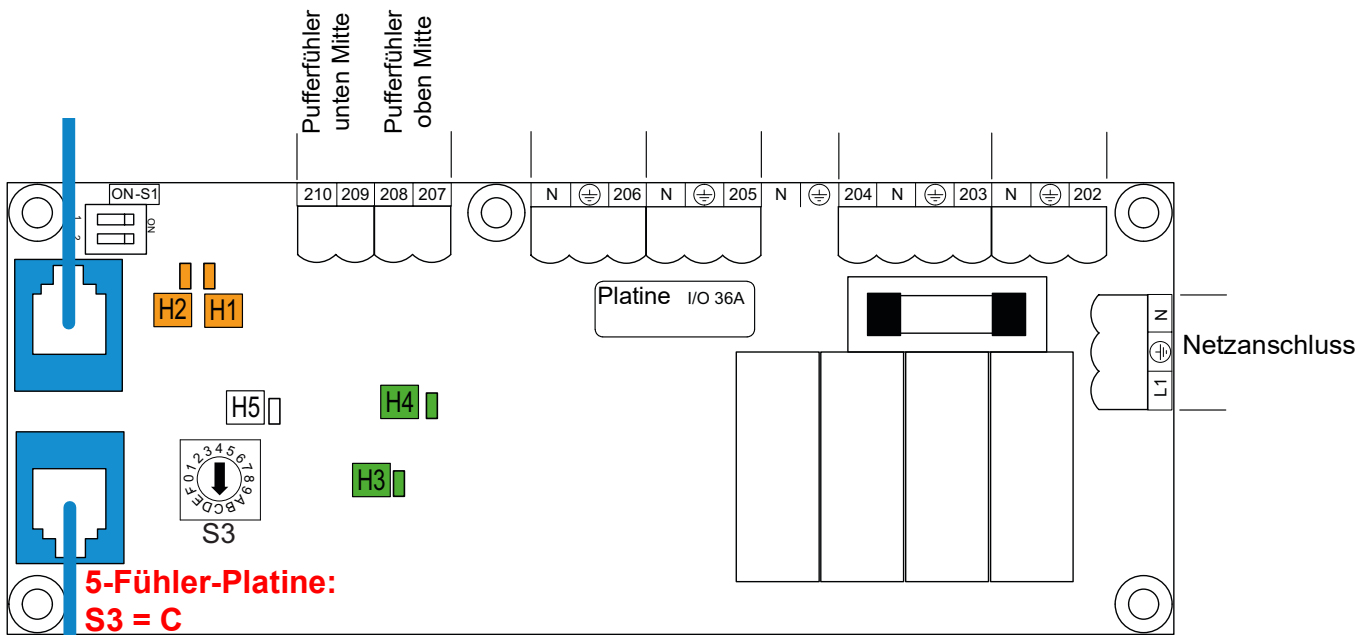 Pufferfühler
unten Mitte
Pufferfühler
oben Mitte
ON-S1
1
2
ON
210 209 208 207
N 206 N 205 N 204 N 203 N 202
H2 H1
Platine I/O 36A
N
L1
Netzanschluss
H5
H4
H3
0123456789ABCDEF
S3
5-Fühler-Platine:
S3 = C